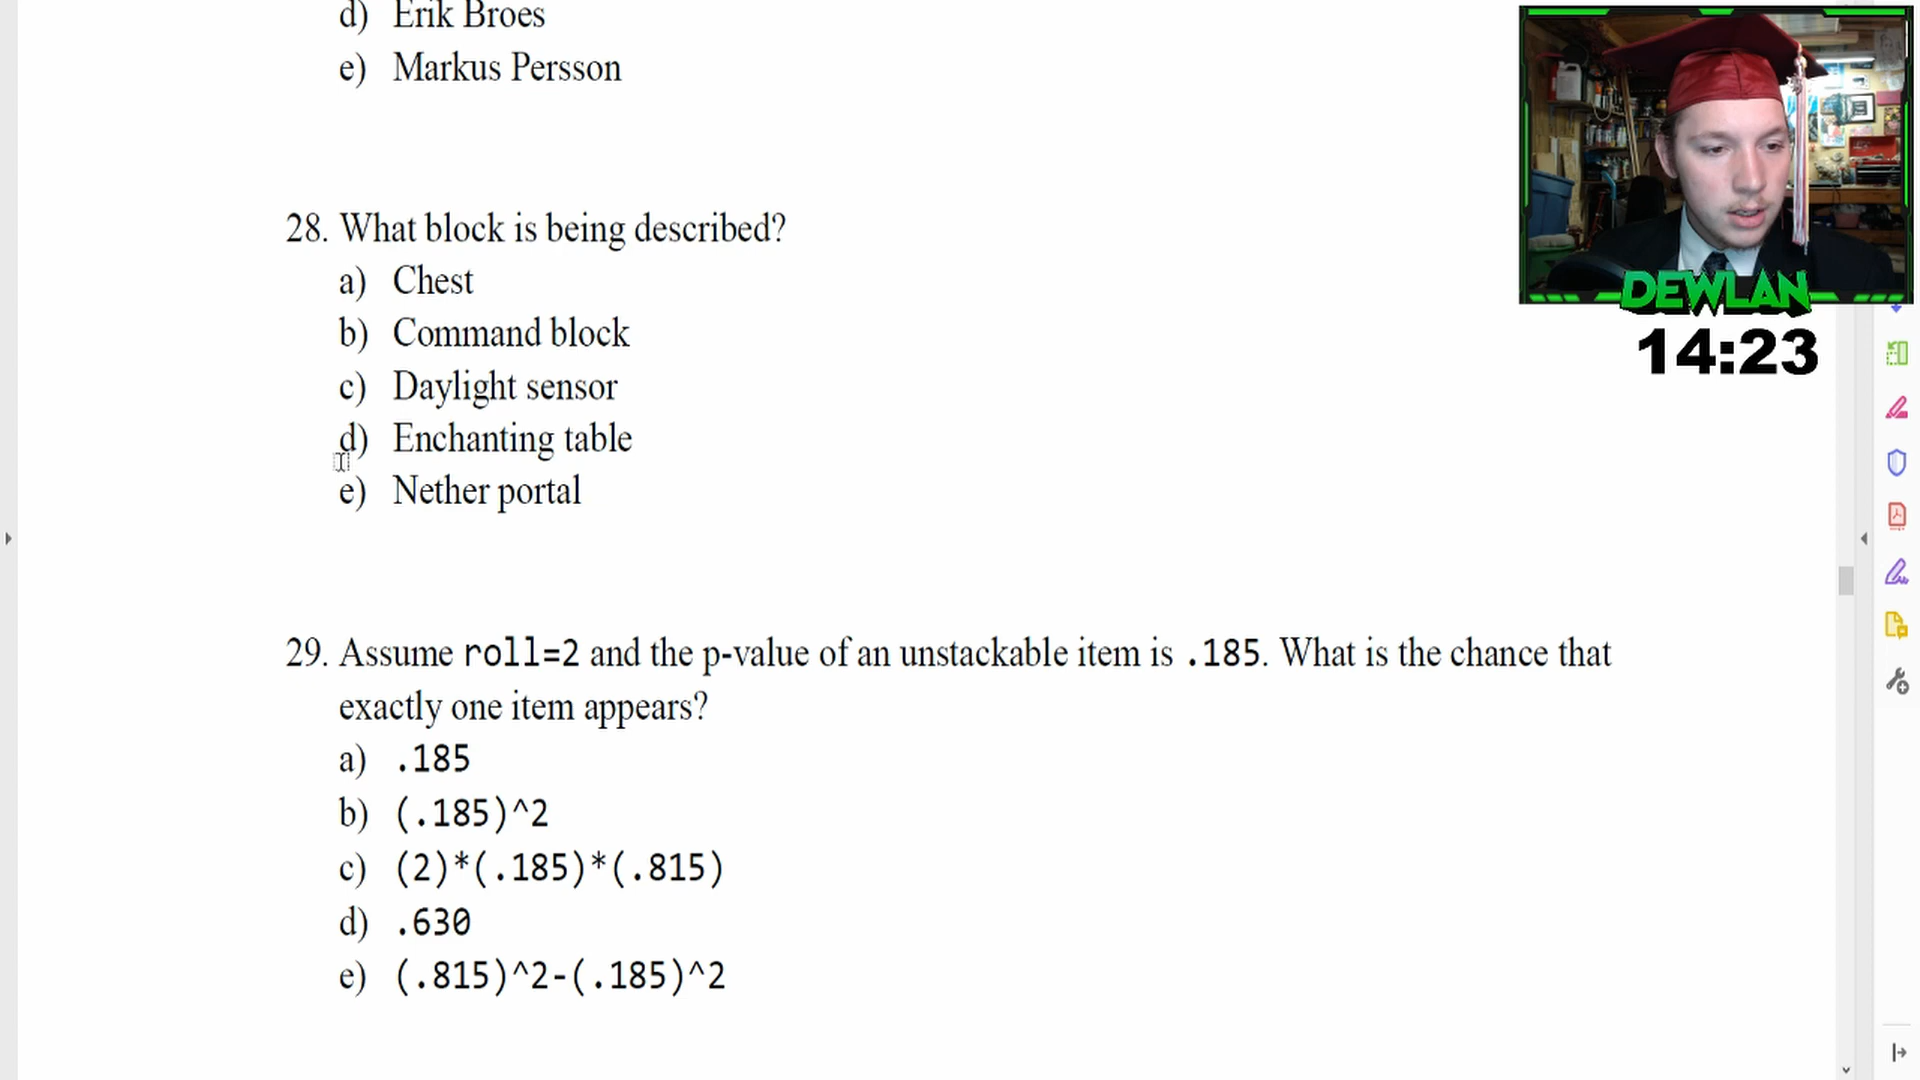 d) Erik Broes
e) Markus Persson
28. What block is being described?
a) Chest
b) Command block
c) Daylight sensor
d) Enchanting table
e) Nether portal
29. Assume roll=2 and the p-value of an unstackable item is .185. What is the chance that
exactly one item appears?
a) .185
b) (.185)^2
c) (2)*(.185)*(.815)
d) .630
e) (.815)^2-(.185)^2
DEWLAN
14:23